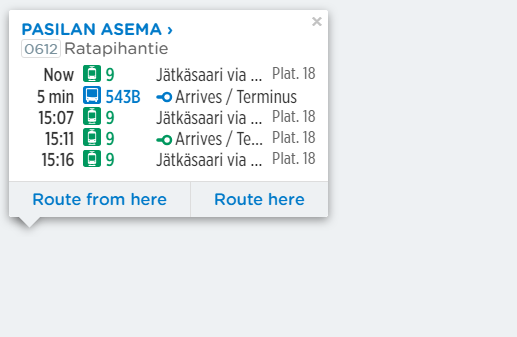 PASILAN ASEMA ›
0612 Ratapihantie
Now 9 Jätkäsaari via ... Plat. 18
5 min 543B Arrives / Terminus
15:07 9 Jätkäsaari via ... Plat. 18
15:11 9 Arrives / Te... Plat. 18
15:16 9 Jätkäsaari via ... Plat. 18
Route from here Route here